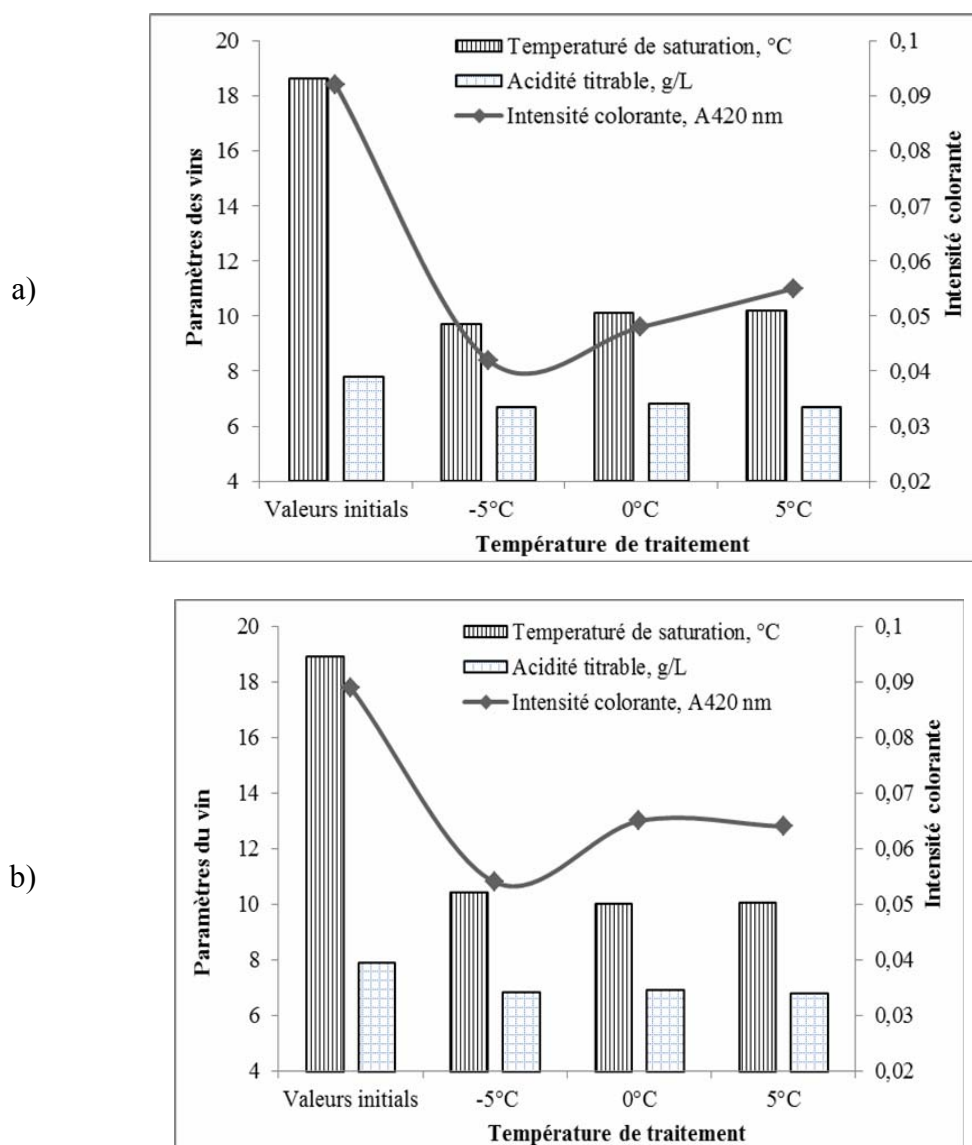 a)
20
18
16
14
12
10
8
6
4
Paramètres des vins
Temperaturé de saturation, °C
Acidité titrable, g/L
Intensité colorante, A420 nm
0,1
0,09
0,08
0,07
0,06
0,05
0,04
0,03
0,02
Intensité colorante
Valeurs initials -5°C 0°C 5°C
Température de traitement
b)
20
18
16
14
12
10
8
6
4
Paramètres du vin
Temperaturé de saturation, °C
Acidité titrable, g/L
Intensité colorante, A420 nm
0,1
0,09
0,08
0,07
0,06
0,05
0,04
0,03
0,02
Intensité colorante
Valeurs initials -5°C 0°C 5°C
Température de traitement